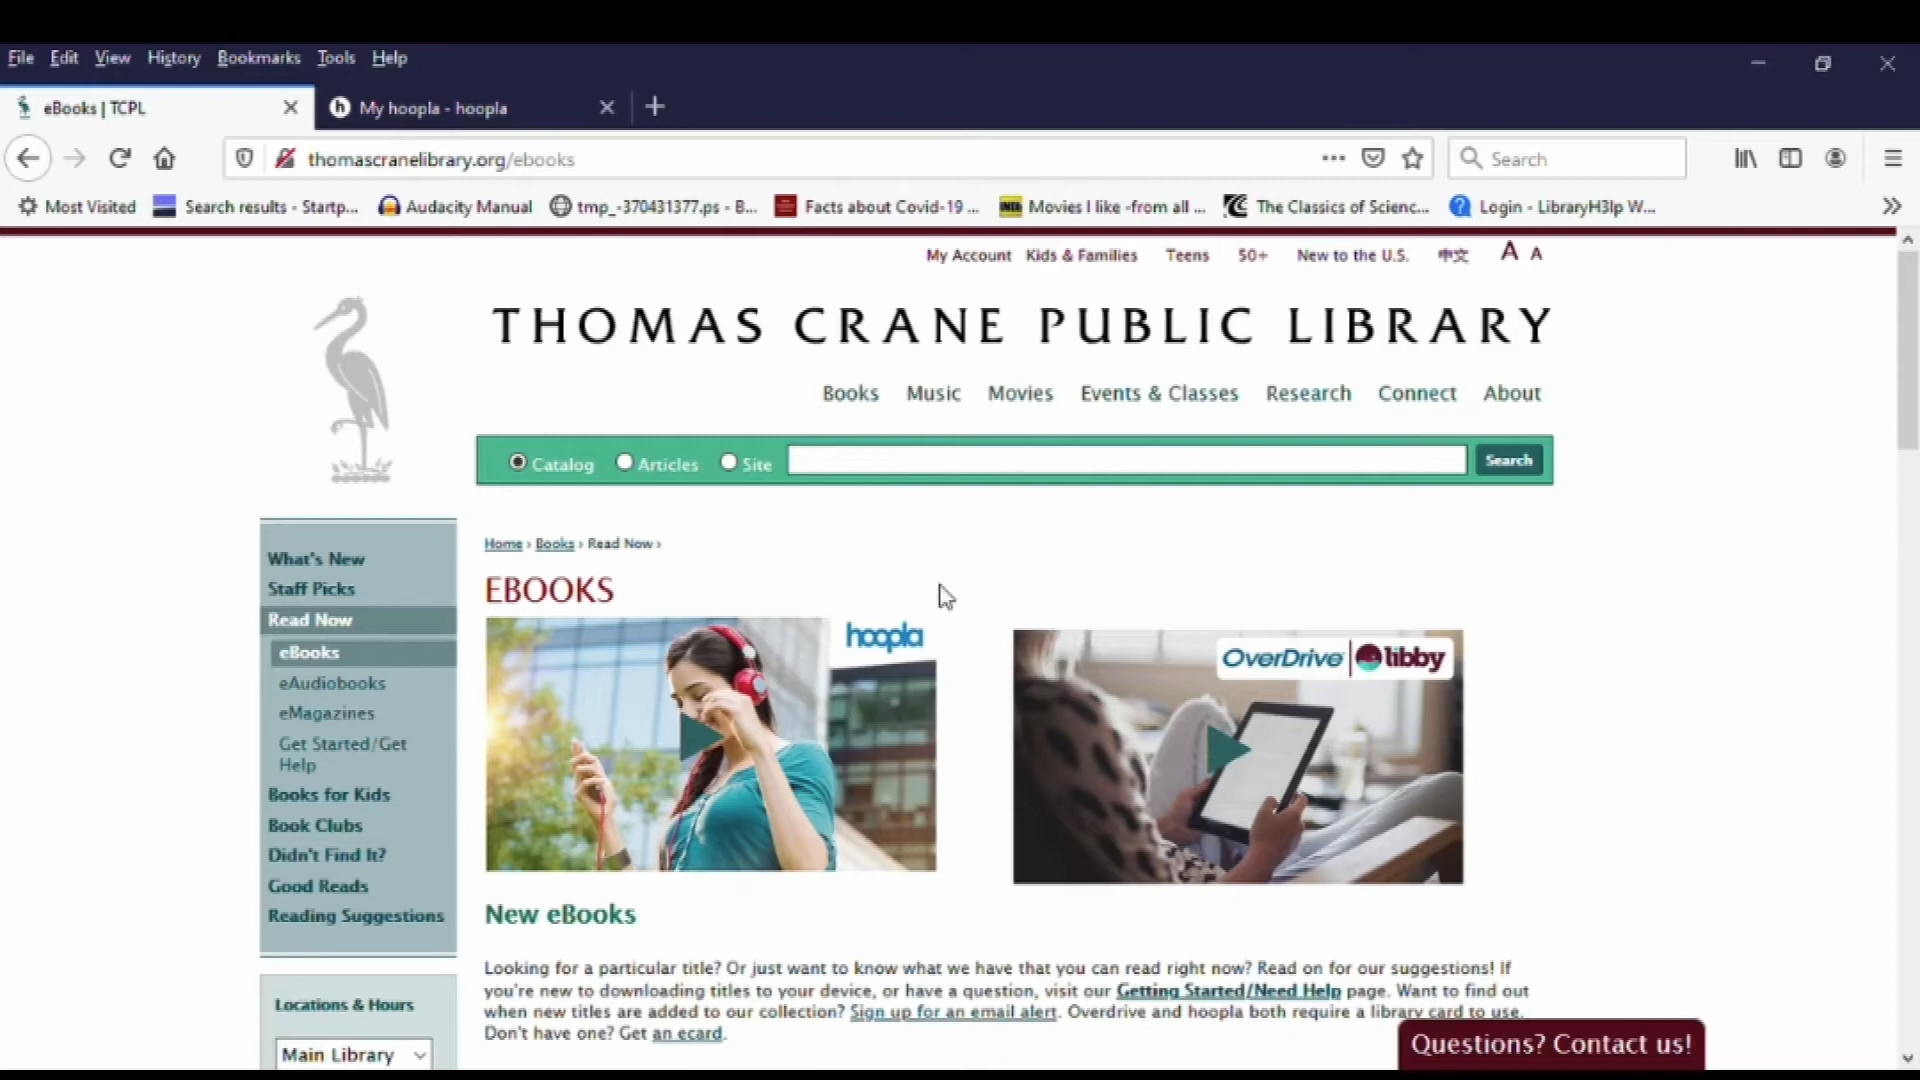 File Edit View History Bookmarks Tools Help
eBooks | TCPL
My hoopla - hoopla
thomascranelibrary.org/ebooks
Search
Most Visited
Search results - Startp...
Audacity Manual
tmp_-370431377.ps - B...
Facts about Covid-19 ...
Movies I like -from all ...
The Classics of Scienc...
Login - LibraryH3lp W...
My Account Kids & Families Teens 50+ New to the U.S. 中文 A A
THOMAS CRANE PUBLIC LIBRARY
Books Music Movies Events & Classes Research Connect About
Catalog Articles Site Search
What's New
Staff Picks
Read Now
eBooks
eAudiobooks
eMagazines
Get Started/Get
Help
Books for Kids
Book Clubs
Didn't Find It?
Good Reads
Reading Suggestions
Locations & Hours
Main Library
Home › Books › Read Now ›
EBOOKS
hoopla
OverDrive libby
New eBooks
Looking for a particular title? Or just want to know what we have that you can read right now? Read on for our suggestions! If
you're new to downloading titles to your device, or have a question, visit our Getting Started/Need Help page. Want to find out
when new titles are added to our collection? Sign up for an email alert. Overdrive and hoopla both require a library card to use.
Don't have one? Get an ecard.
Questions? Contact us!